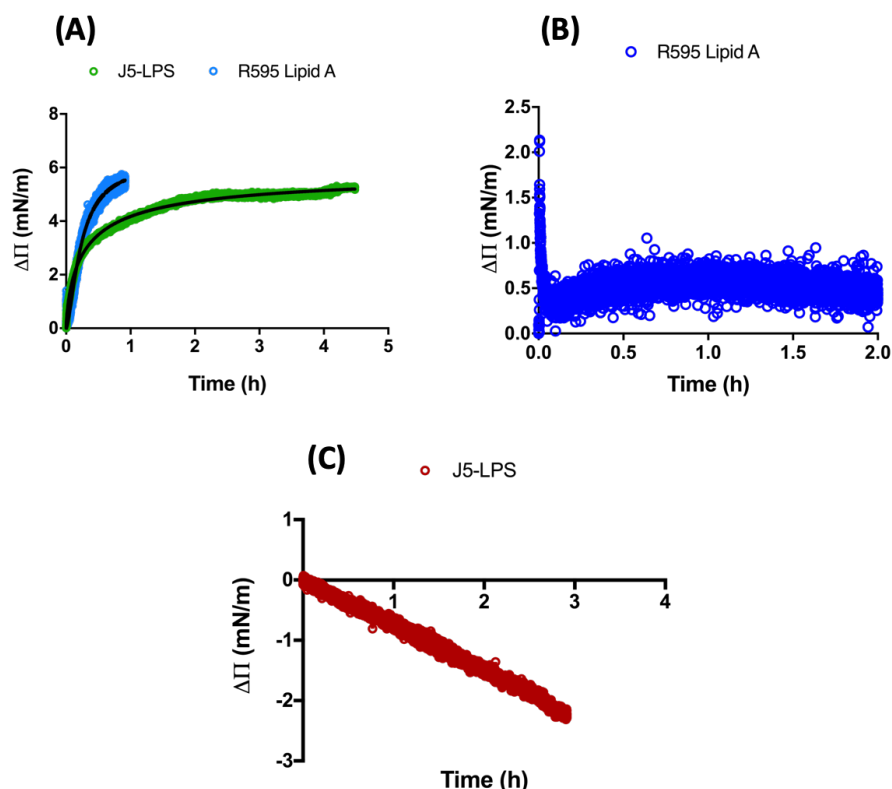 (A)
J5-LPS R595 Lipid A
8
6
4
2
0
0 1 2 3 4 5
ΔΠ (mN/m)
Time (h)
(B)
R595 Lipid A
2.5
2.0
1.5
1.0
0.5
0.0
0.0 0.5 1.0 1.5 2.0
ΔΠ (mN/m)
Time (h)
(C)
J5-LPS
1
0
-1
-2
-3
1 2 3 4
ΔΠ (mN/m)
Time (h)